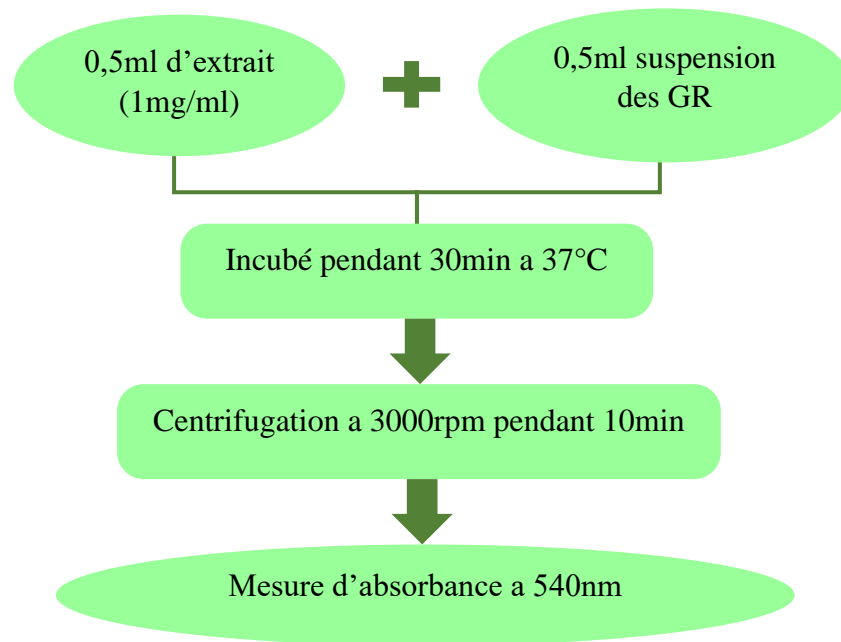 0,5ml d’extrait
(1mg/ml)
0,5ml suspension
des GR
Incubé pendant 30min a 37°C
Centrifugation a 3000rpm pendant 10min
Mesure d’absorbance a 540nm